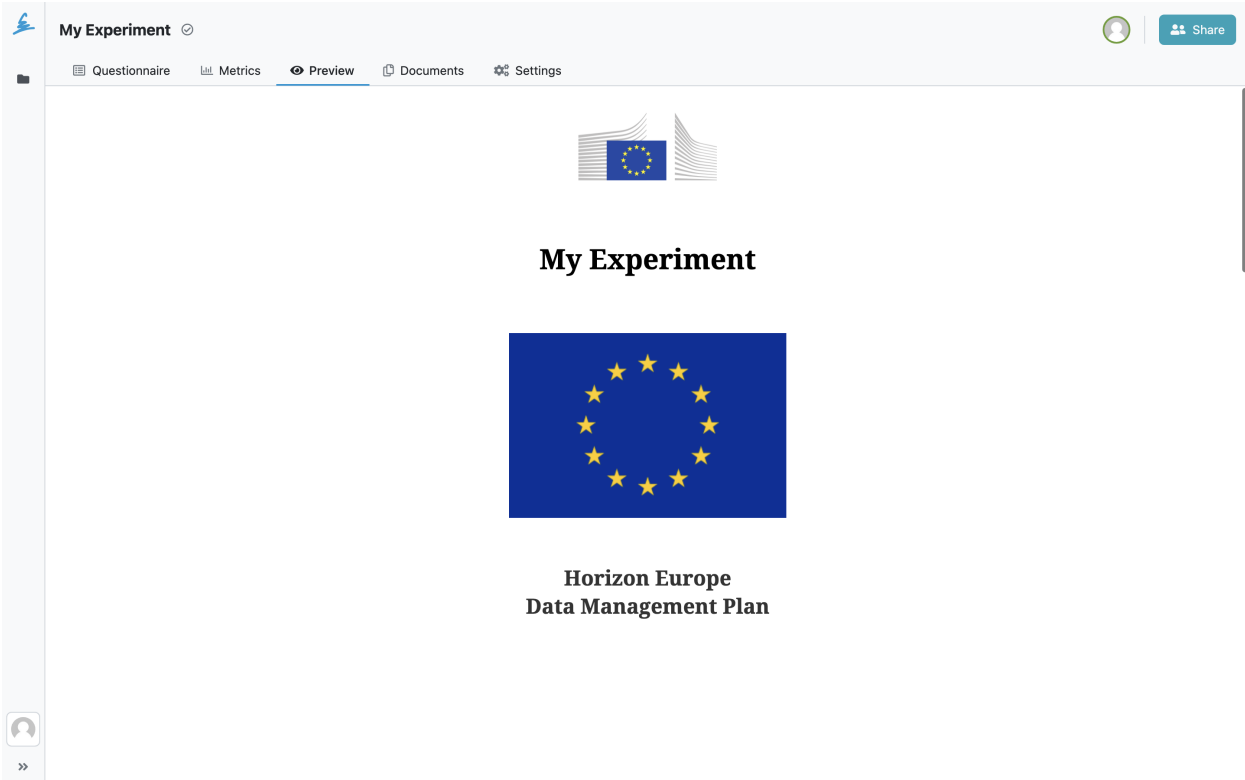 My Experiment
Share
Questionnaire
Metrics
Preview
Documents
Settings
My Experiment
Horizon Europe
Data Management Plan